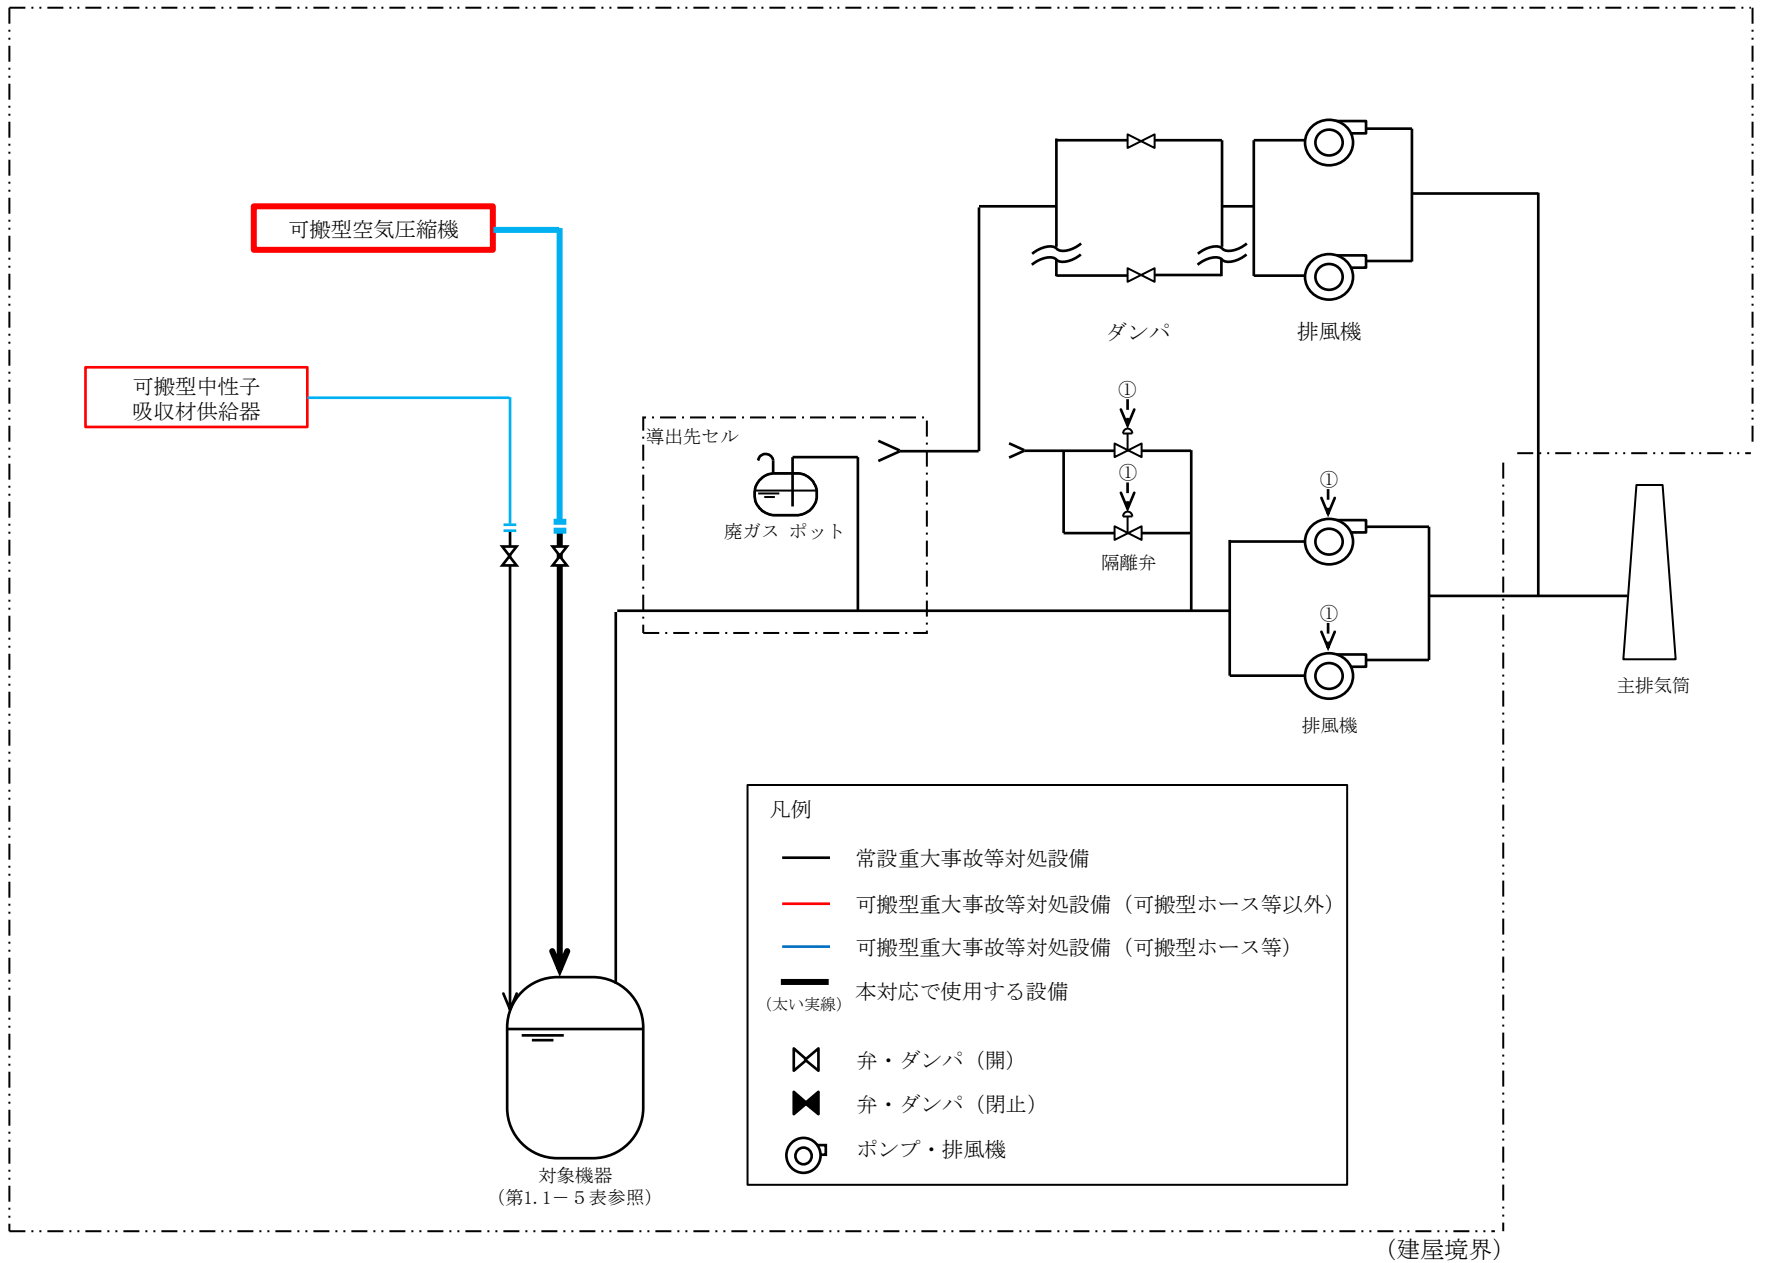 可搬型空気圧縮機
可搬型中性子
吸収材供給器
ダンパ
排風機
①
導出先セル
①
廃ガス ポット
隔離弁
①
①
排風機
主排気筒
凡例
常設重大事故等対処設備
可搬型重大事故等対処設備（可搬型ホース等以外）
可搬型重大事故等対処設備（可搬型ホース等）
本対応で使用する設備
（太い実線）
弁・ダンパ（開）
弁・ダンパ（閉止）
ポンプ・排風機
対象機器
（第1.1－５表参照）
（建屋境界）